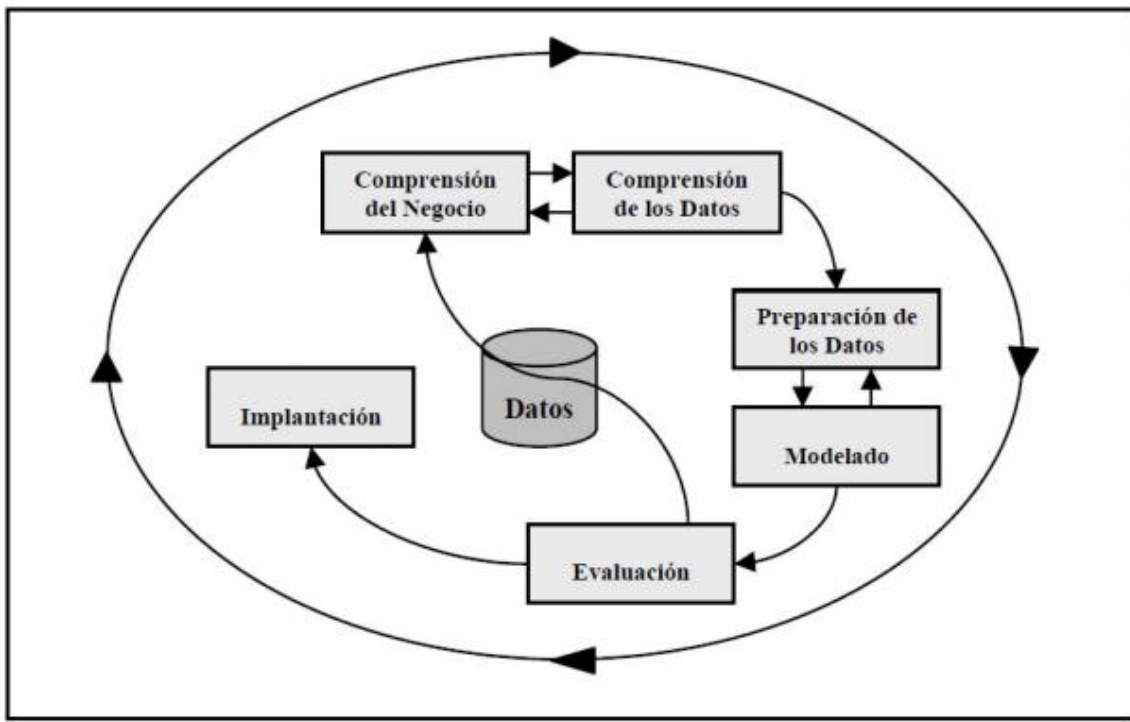 Comprensión
del Negocio
Comprensión
de los Datos
Preparación de
los Datos
Implantación
Datos
Modelado
Evaluación